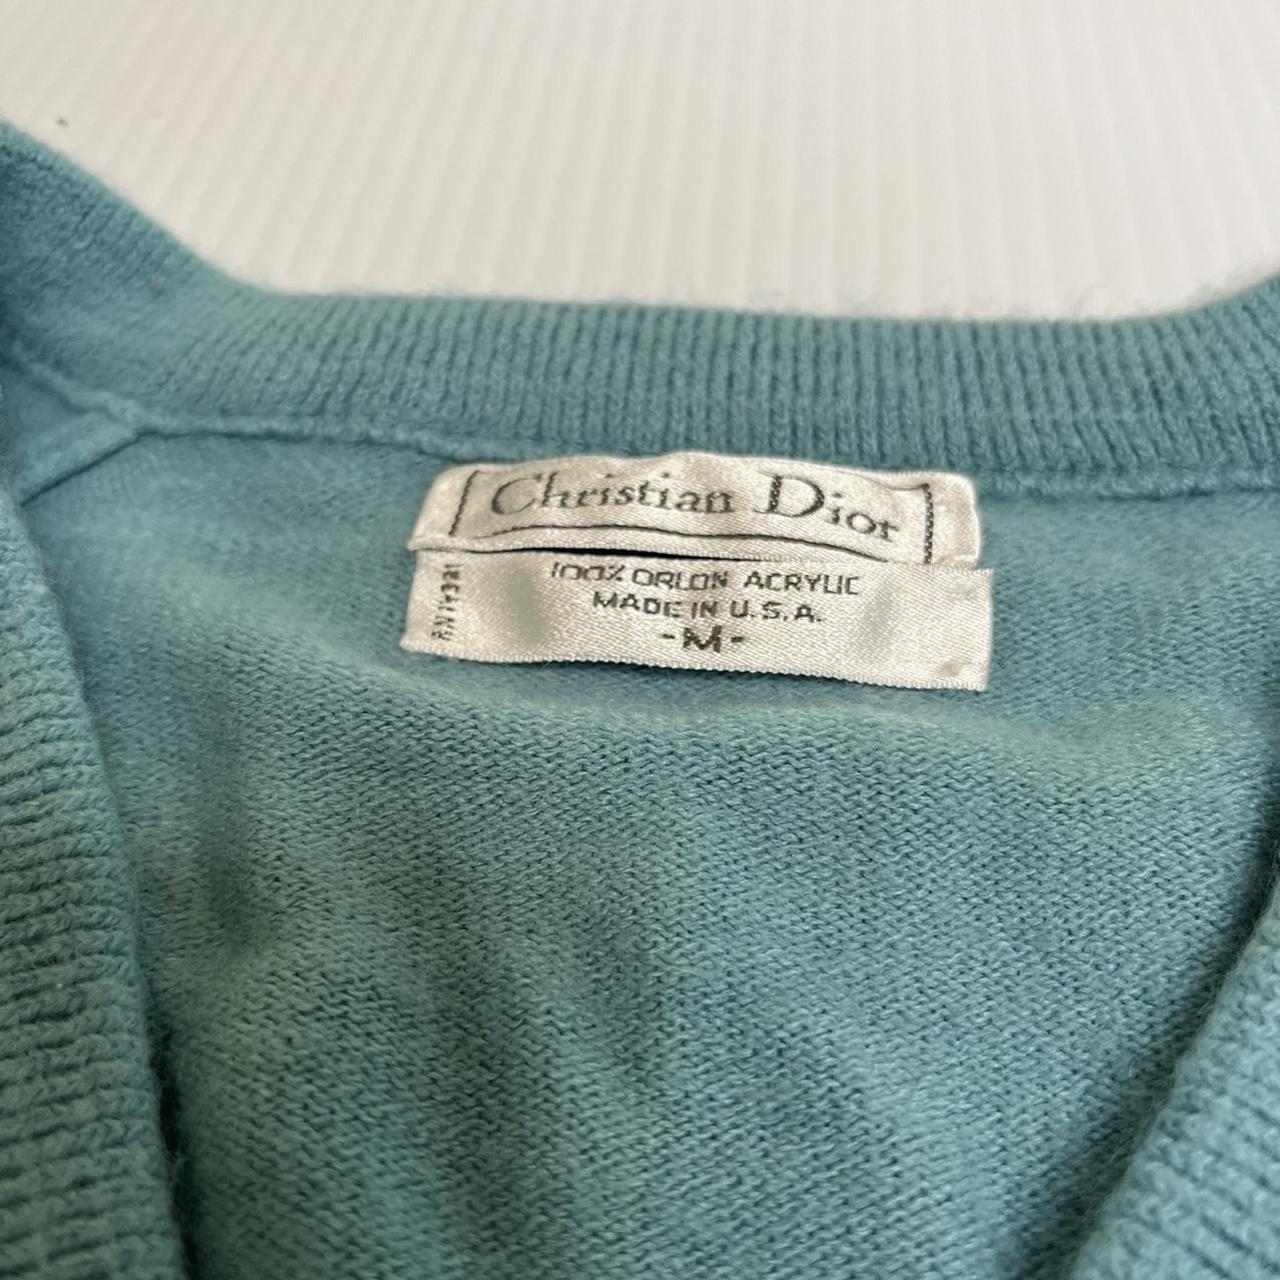 Christian Dior
100% ORLON ACRYLIC
MADE IN U.S.A.
-M-